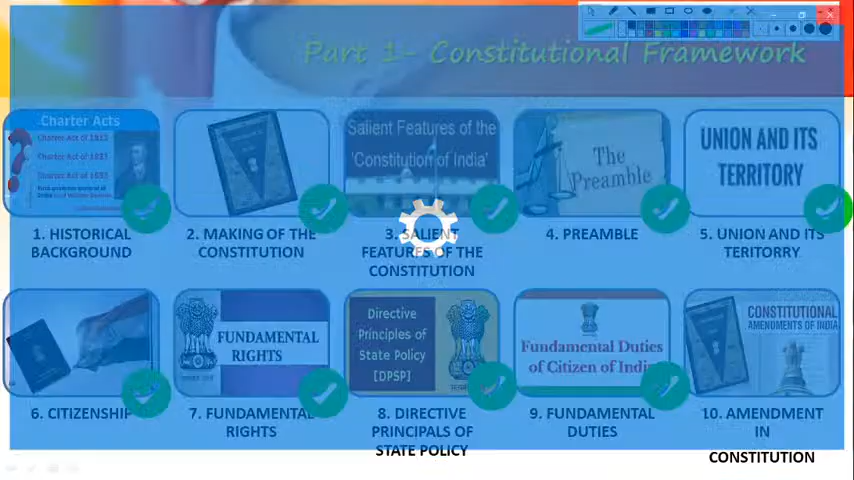 Part 1- Constitutional Framework
Charter Acts
Charter Act of 1813
Charter Act of 1833
Charter Act of 1853
Salient Features of the
'Constitution of India'
The
Preamble
UNION AND ITS
TERRITORY
1. HISTORICAL
BACKGROUND
2. MAKING OF THE
CONSTITUTION
3. SALIENT
FEATURES OF THE
CONSTITUTION
4. PREAMBLE
5. UNION AND ITS
TERITORRY
FUNDAMENTAL
RIGHTS
Directive
Principles of
State Policy
[DPSP]
Fundamental Duties
of Citizen of India
CONSTITUTIONAL
AMENDMENTS OF INDIA
6. CITIZENSHIP
7. FUNDAMENTAL
RIGHTS
8. DIRECTIVE
PRINCIPALS OF
STATE POLICY
9. FUNDAMENTAL
DUTIES
10. AMENDMENT
IN
CONSTITUTION